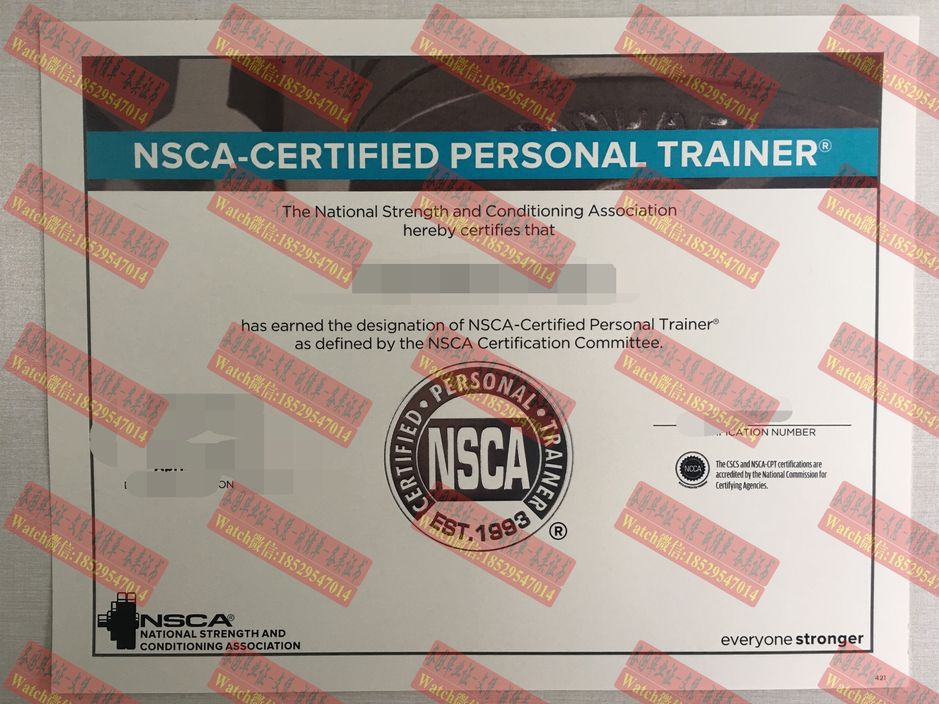 NSCA-CERTIFIED PERSONAL TRAINER®
The National Strength and Conditioning Association
hereby certifies that
has earned the designation of NSCA-Certified Personal Trainer®
as defined by the NSCA Certification Committee.
CERTIFIED • PERSONAL • TRAINER
NSCA
EST. 1993
®
NUMBER
NCCA
The CSCS and NSCA-CPT certifications are
accredited by the National Commission for
Certifying Agencies.
NSCA®
NATIONAL STRENGTH AND
CONDITIONING ASSOCIATION
everyone stronger
421
Watch微信:18529547014